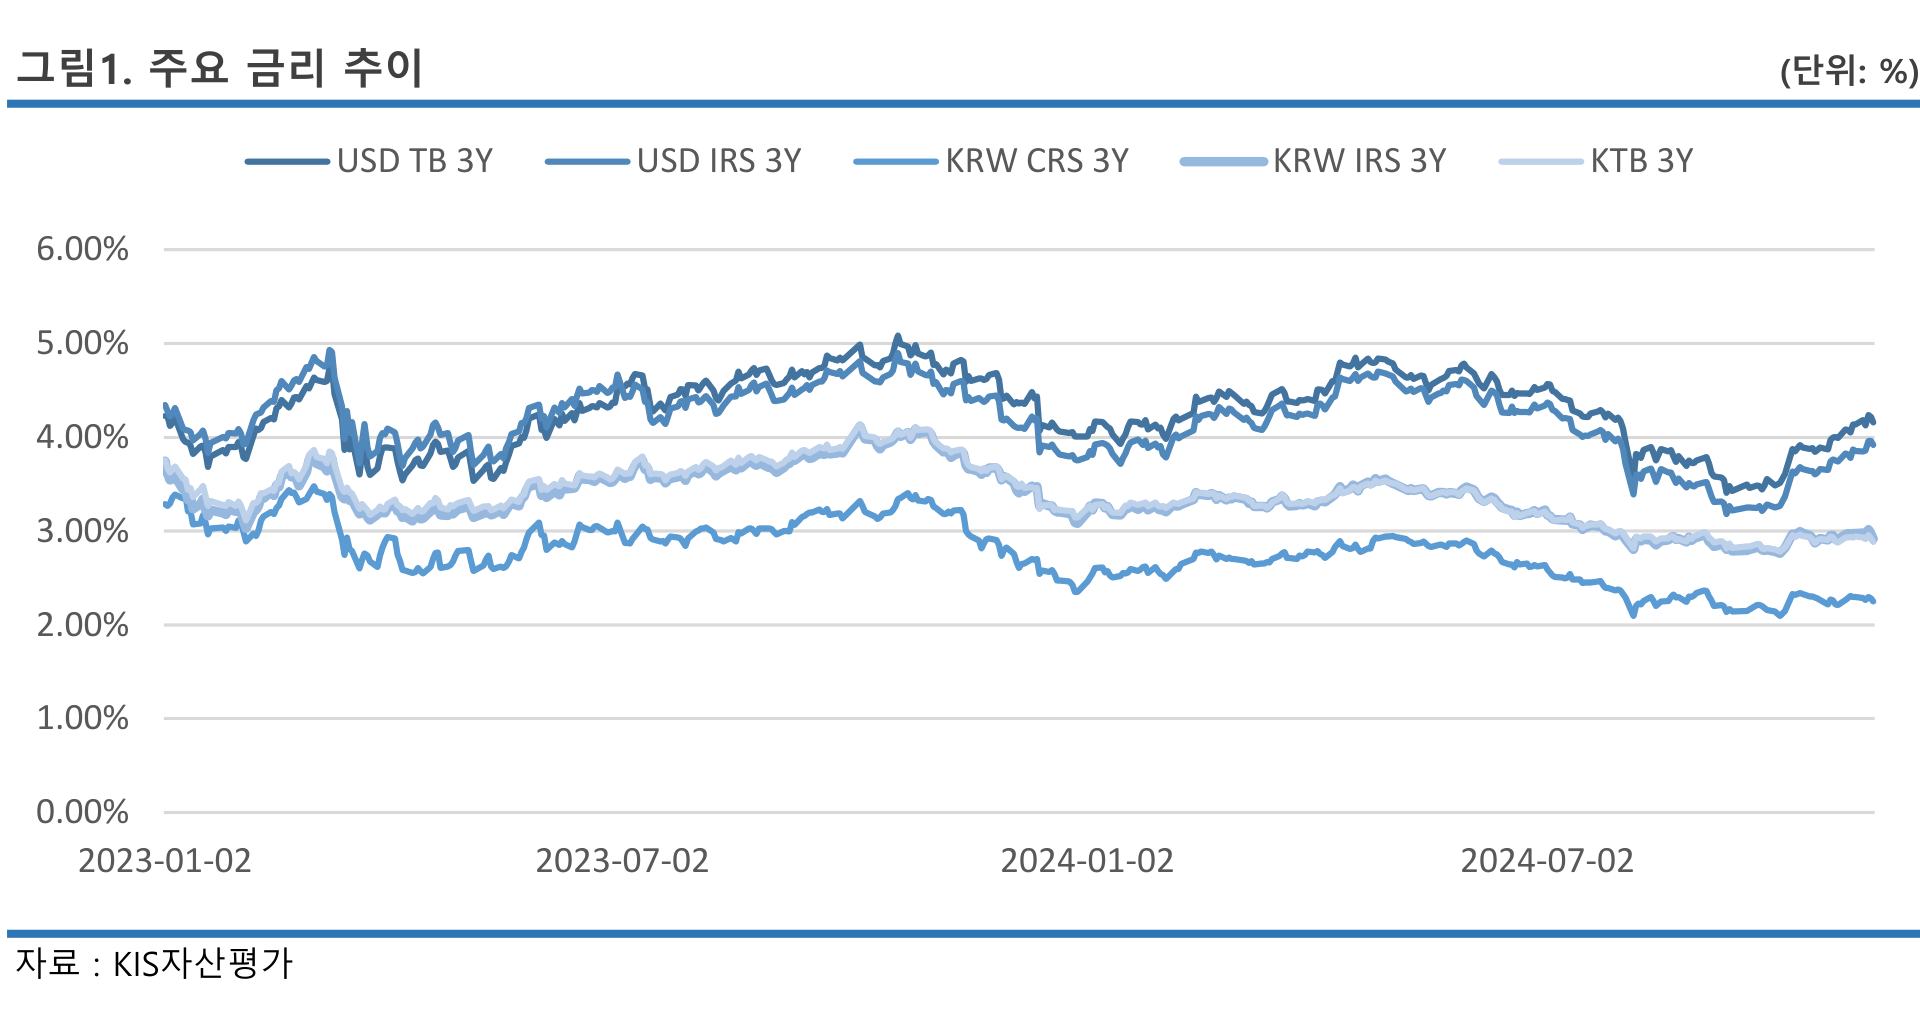 그림1. 주요 금리 추이
(단위: %)
USD TB 3Y
USD IRS 3Y
KRW CRS 3Y
KRW IRS 3Y
KTB 3Y
6.00%
5.00%
4.00%
3.00%
2.00%
1.00%
0.00%
2023-01-02
2023-07-02
2024-01-02
2024-07-02
자료 : KIS자산평가